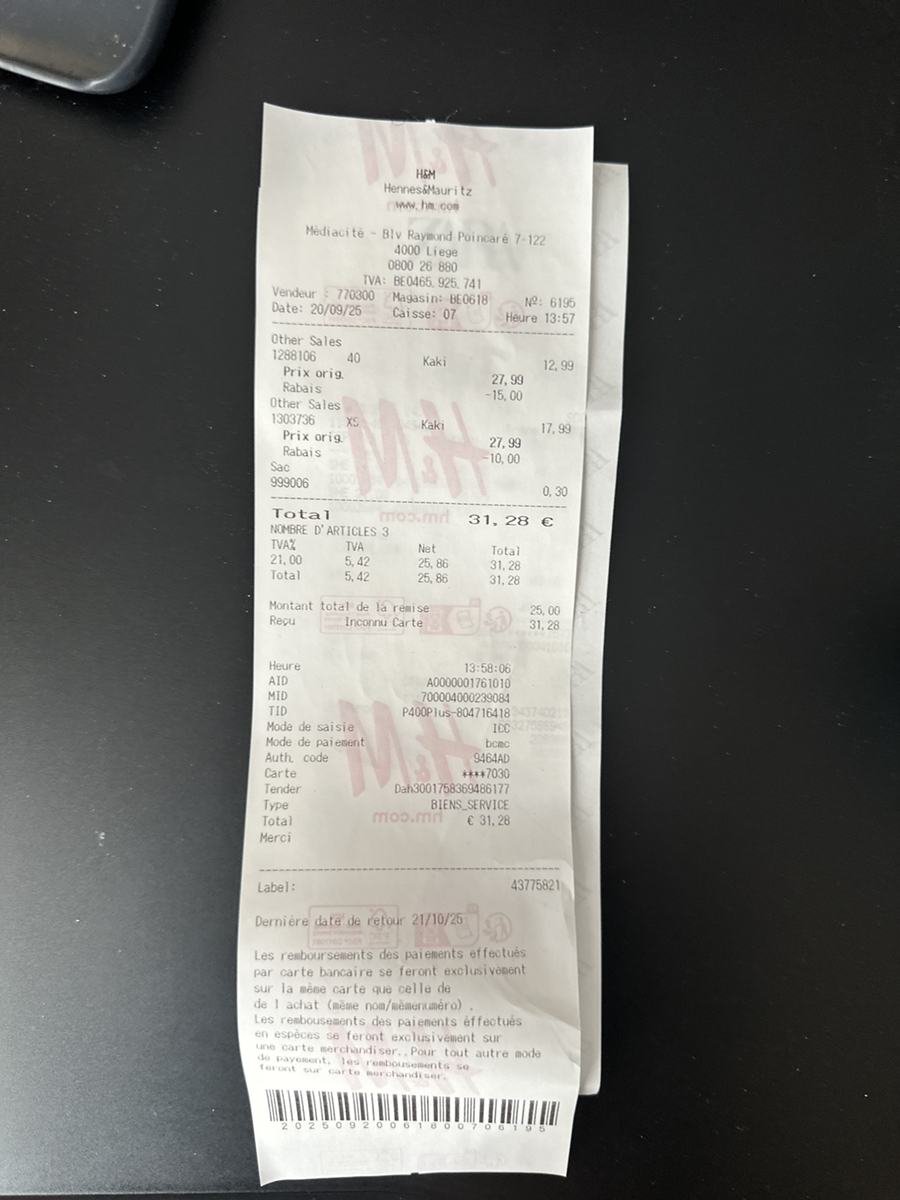 H&M
Hennes&Mauritz
www.hm.com
Médiacité - Blv Raymond Poincaré 7-122
4000 Liege
0800 26 880
TVA: BE0465.925.741
Vendeur : 770300 Magasin: BE0618 Nº: 6195
Date: 20/09/25 Caisse: 07 Heure 13:57
Other Sales
1288106 40 Kaki 12,99
Prix orig. 27,99
Rabais -15,00
Other Sales
1303736 XS Kaki 17,99
Prix orig. 27,99
Rabais -10,00
Sac
999006 0,30
Total 31,28 €
NOMBRE D'ARTICLES 3
TVA% TVA Net Total
21,00 5,42 25,86 31,28
Total 5,42 25,86 31,28
Montant total de la remise 25,00
Reçu Inconnu Carte 31,28
Heure 13:58:06
AID A0000001761010
MID 700004000239084
TID P400Plus-804716418
Mode de saisie ICC
Mode de paiement bcmc
Auth. code 9464AD
Carte ****7030
Tender Dah3001758369486177
Type BIENS_SERVICE
Total € 31,28
Merci
Label: 43775821
Dernière date de retour 21/10/25
Les remboursements des paiements effectués
par carte bancaire se feront exclusivement
sur la même carte que celle de
de l achat (même nom/mêmenuméro) .
Les rembousements des paiements éffectués
en espèces se feront exclusivement sur
une carte merchandiser..Pour tout autre mode
de payement, les rembousements se
feront sur carte merchandiser.
20250920061800706195